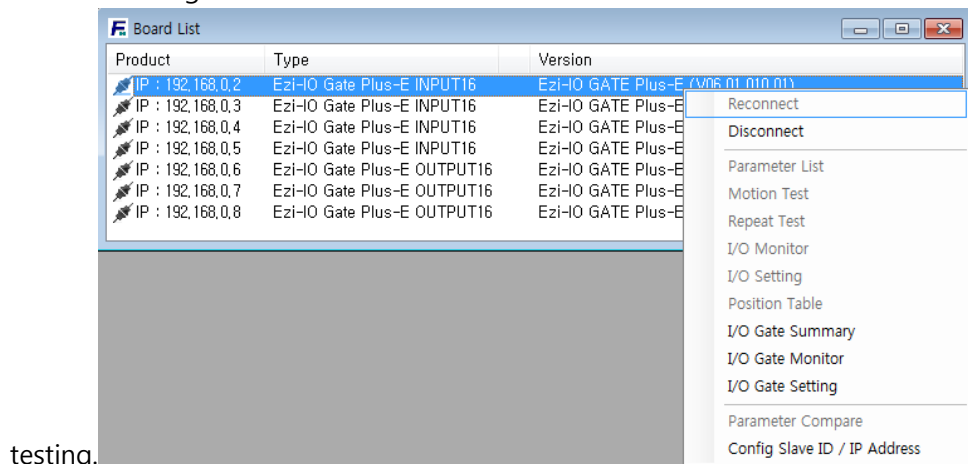 Board List
Product Type Version
IP : 192,168,0,2 Ezi-IO Gate Plus-E INPUT16 Ezi-IO GATE Plus-E (V06.01.010.01)
IP : 192,168,0,3 Ezi-IO Gate Plus-E INPUT16 Ezi-IO GATE Plus-E
IP : 192,168,0,4 Ezi-IO Gate Plus-E INPUT16 Ezi-IO GATE Plus-E
IP : 192,168,0,5 Ezi-IO Gate Plus-E INPUT16 Ezi-IO GATE Plus-E
IP : 192,168,0,6 Ezi-IO Gate Plus-E OUTPUT16 Ezi-IO GATE Plus-E
IP : 192,168,0,7 Ezi-IO Gate Plus-E OUTPUT16 Ezi-IO GATE Plus-E
IP : 192,168,0,8 Ezi-IO Gate Plus-E OUTPUT16 Ezi-IO GATE Plus-E
Reconnect
Disconnect
Parameter List
Motion Test
Repeat Test
I/O Monitor
I/O Setting
Position Table
I/O Gate Summary
I/O Gate Monitor
I/O Gate Setting
Parameter Compare
Config Slave ID / IP Address
testing.